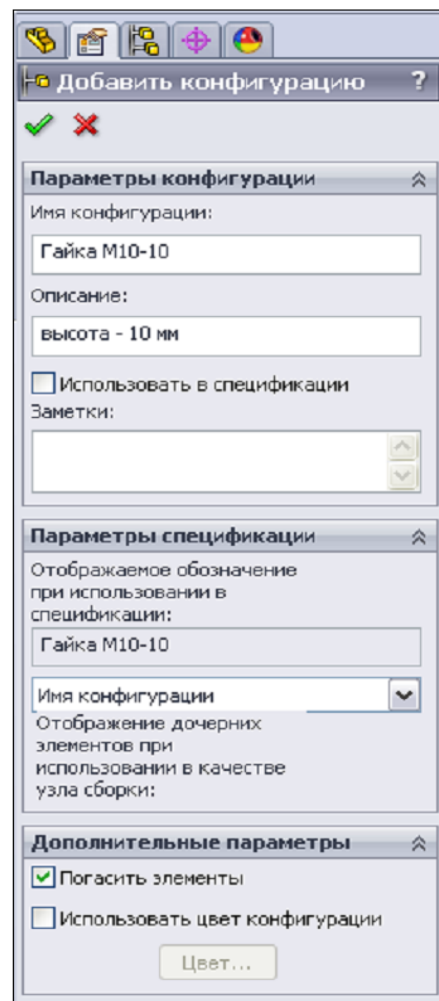 Добавить конфигурацию ?
Параметры конфигурации
Имя конфигурации:
Гайка М10-10
Описание:
высота - 10 мм
Использовать в спецификации
Заметки:
Параметры спецификации
Отображаемое обозначение
при использовании в
спецификации:
Гайка М10-10
Имя конфигурации
Отображение дочерних
элементов при
использовании в качестве
узла сборки:
Дополнительные параметры
Погасить элементы
Использовать цвет конфигурации
Цвет...